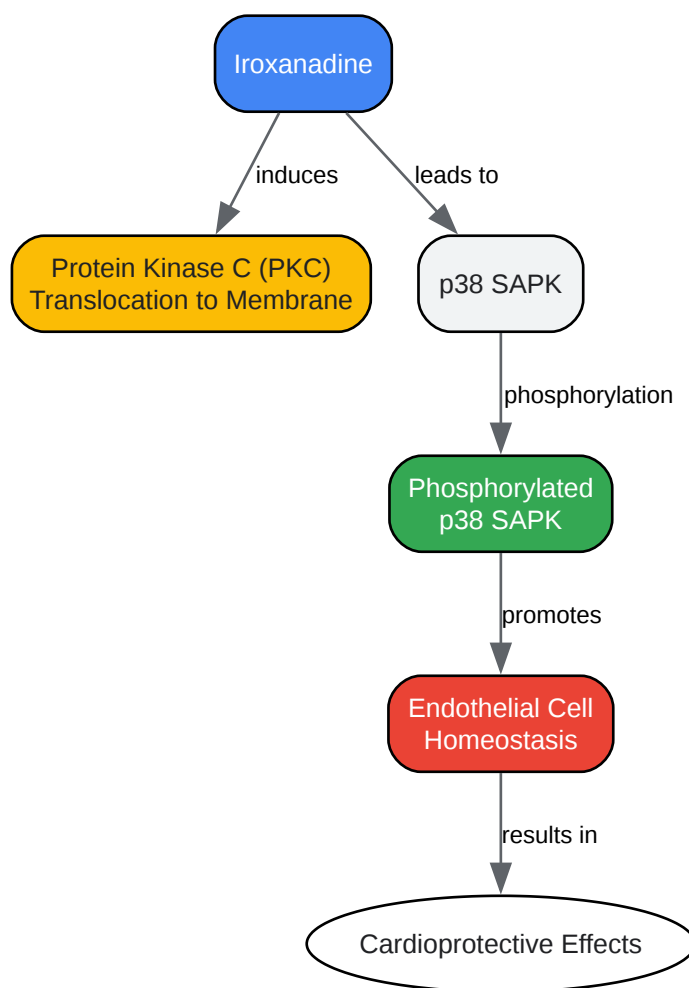 Iroxanadine
induces
leads to
Protein Kinase C (PKC)
Translocation to Membrane
p38 SAPK
phosphorylation
Phosphorylated
p38 SAPK
promotes
Endothelial Cell
Homeostasis
results in
Cardioprotective Effects